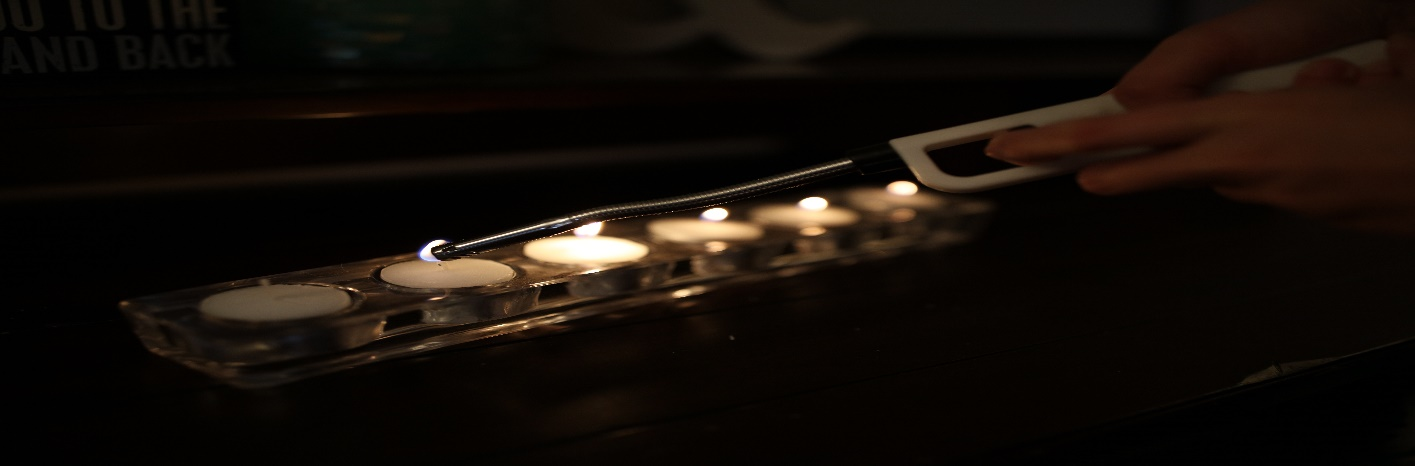 TO THE
AND BACK